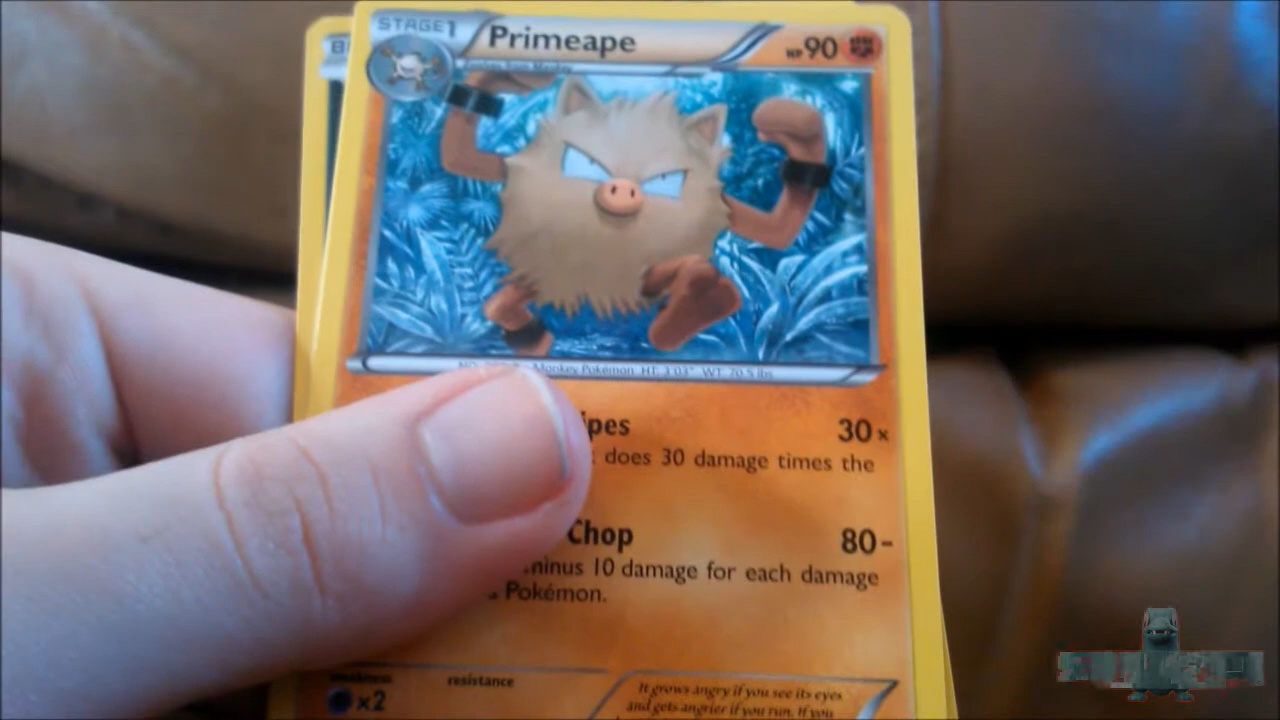 STAGE1
Primeape
HP90
Monkey Pokémon HT: 3'03" WT: 70.5 lbs
ipes
30×
does 30 damage times the
Chop
80-
minus 10 damage for each damage
Pokémon.
weakness
resistance
×2
It grows angry if you see its eyes
and gets angrier if you run. If you